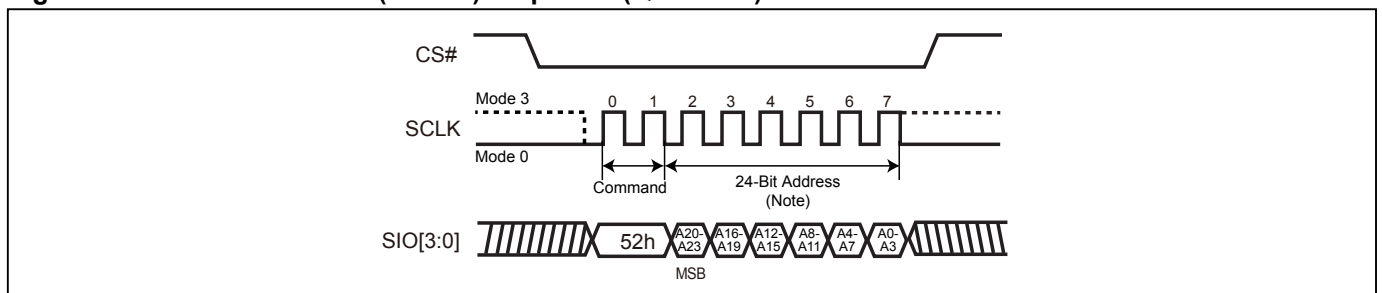 CS#
Mode 3
0 1 2 3 4 5 6 7
SCLK
Mode 0
Command
24-Bit Address
(Note)
SIO[3:0]
52h
A20-
A23
A16-
A19
A12-
A15
A8-
A11
A4-
A7
A0-
A3
MSB